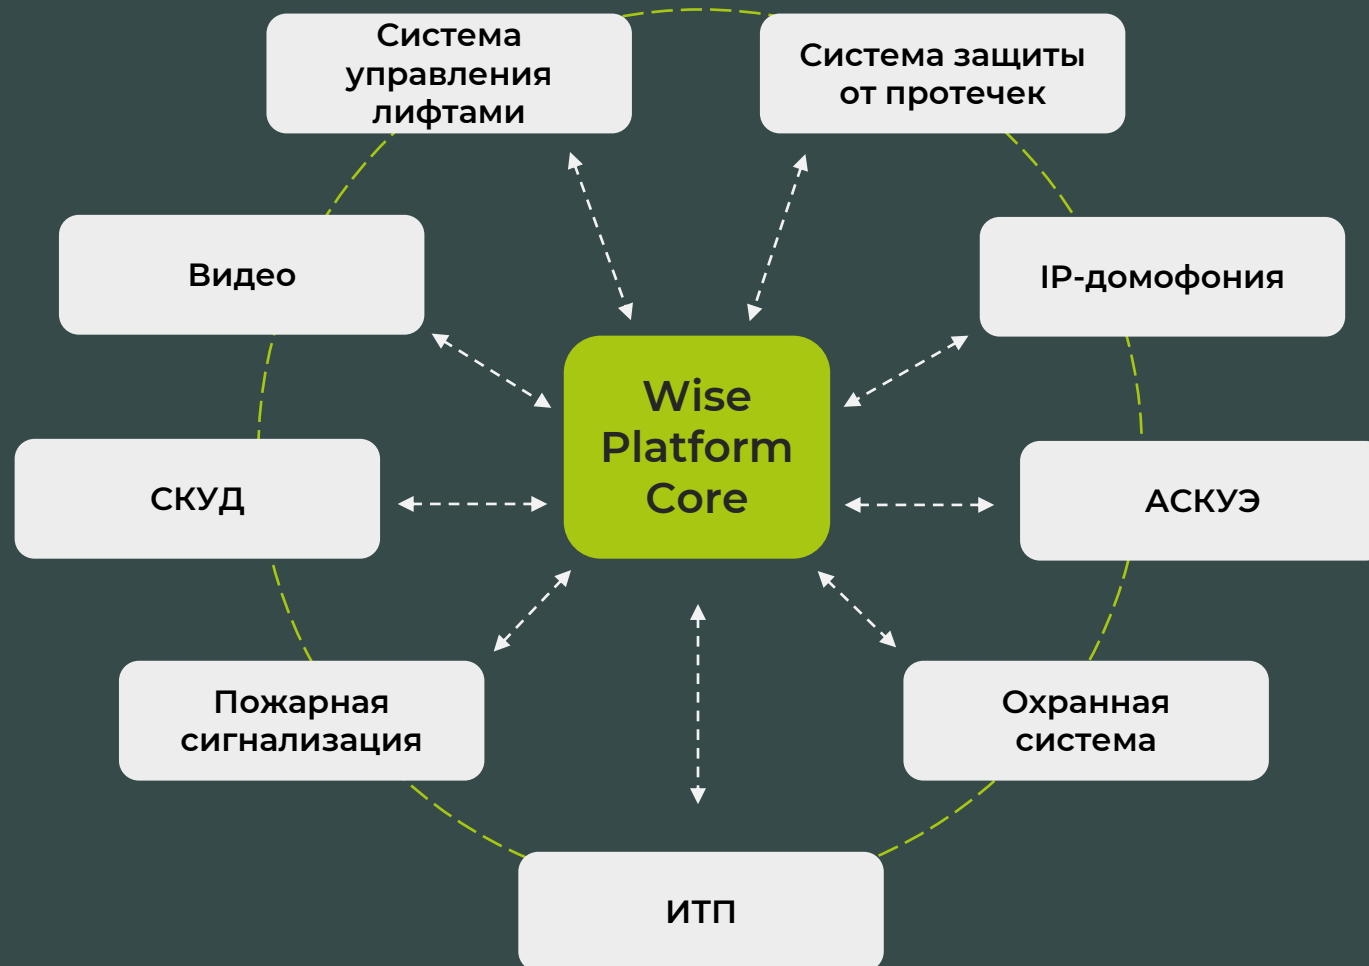 Система
управления
лифтами
Система защиты
от протечек
Видео
IP-домофония
Wise
Platform
Core
СКУД
АСКУЭ
Пожарная
сигнализация
Охранная
система
ИТП